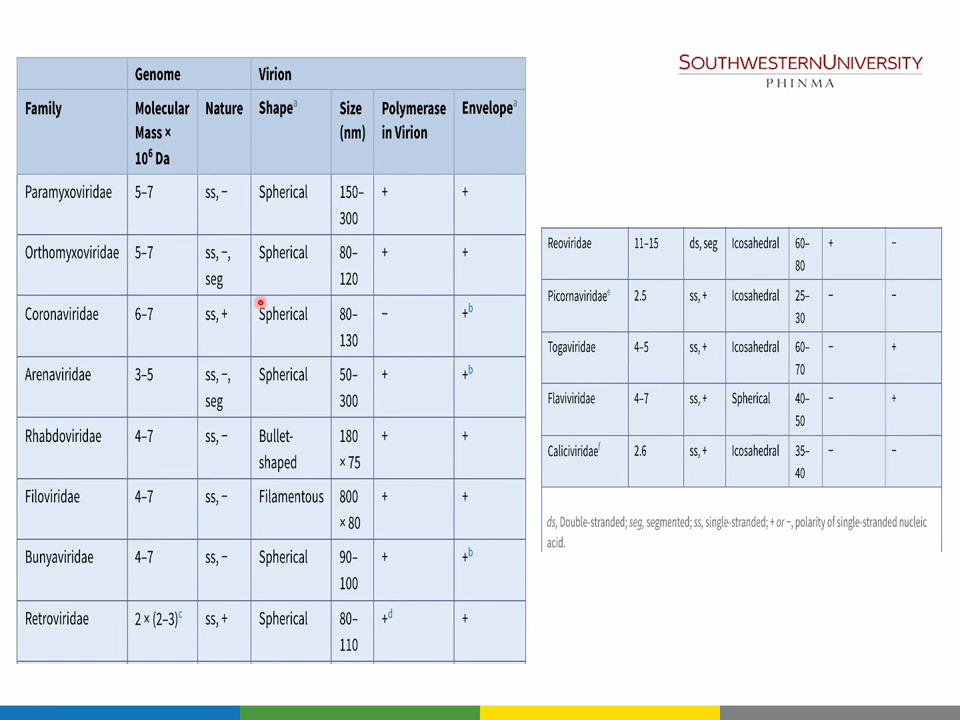 SOUTHWESTERN UNIVERSITY
PHINMA
Genome Virion
Family Molecular Mass × 10⁶ Da Nature Shapeᵃ Size (nm) Polymerase in Virion Envelopeᵃ
Paramyxoviridae 5–7 ss, − Spherical 150–300 + +
Orthomyxoviridae 5–7 ss, −, seg Spherical 80–120 + +
Coronaviridae 6–7 ss, + Spherical 80–130 − +ᵇ
Arenaviridae 3–5 ss, −, seg Spherical 50–300 + +ᵇ
Rhabdoviridae 4–7 ss, − Bullet-shaped 180 × 75 + +
Filoviridae 4–7 ss, − Filamentous 800 × 80 + +
Bunyaviridae 4–7 ss, − Spherical 90–100 + +ᵇ
Retroviridae 2 × (2–3)ᶜ ss, + Spherical 80–110 +ᵈ +
Reoviridae 11–15 ds, seg Icosahedral 60–80 + −
Picornaviridaeᵉ 2.5 ss, + Icosahedral 25–30 − −
Togaviridae 4–5 ss, + Icosahedral 60–70 − +
Flaviviridae 4–7 ss, + Spherical 40–50 − +
Caliciviridaeᶠ 2.6 ss, + Icosahedral 35–40 − −
ds, Double-stranded; seg, segmented; ss, single-stranded; + or −, polarity of single-stranded nucleic
acid.